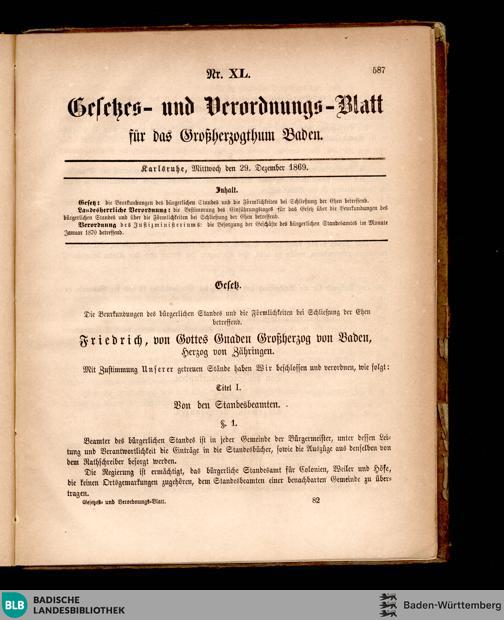 Nr. XL.
587
Gesetzes- und Verordnungs-Blatt
für das Großherzogthum Baden.
Karlsruhe, Mittwoch den 29. Dezember 1869.
Inhalt.
Gesetz: die Beurkundungen des bürgerlichen Standes und die Förmlichkeiten bei Schließung der Ehen betreffend.
Landesherrliche Verordnung: die Bestimmung des Einführungstages für das Gesetz über die Beurkundungen des
bürgerlichen Standes und über die Förmlichkeiten bei Schließung der Ehen betreffend.
Verordnung des Justizministeriums: die Besorgung der Geschäfte des bürgerlichen Standesamtes im Monate
Januar 1870 betreffend.
Gesetz.
Die Beurkundungen des bürgerlichen Standes und die Förmlichkeiten bei Schließung der Ehen
betreffend.
Friedrich, von Gottes Gnaden Großherzog von Baden,
Herzog von Zähringen.
Mit Zustimmung Unserer getreuen Stände haben Wir beschlossen und verordnen, wie folgt:
Titel I.
Von den Standesbeamten.
§. 1.
Beamter des bürgerlichen Standes ist in jeder Gemeinde der Bürgermeister, unter dessen Lei-
tung und Verantwortlichkeit die Einträge in die Standesbücher, sowie die Auszüge aus denselben von
dem Rathschreiber besorgt werden.
Die Regierung ist ermächtigt, das bürgerliche Standesamt für Colonien, Weiler und Höfe,
die keinen Ortsgemarkungen zugehören, dem Standesbeamten einer benachbarten Gemeinde zu über-
tragen.
Gesetzes- und Verordnungs-Blatt.
82
BLB
BADISCHE
LANDESBIBLIOTHEK
Baden-Württemberg